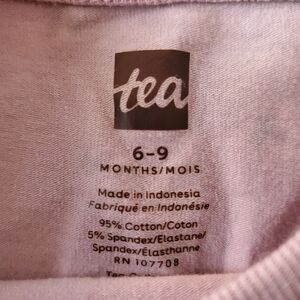 tea
6-9
MONTHS/MOIS
Made in Indonesia
Fabriqué en Indonésie
95% Cotton/Coton
5% Spandex/Elastane/
Spandex/Élasthanne
RN 107708
Tea